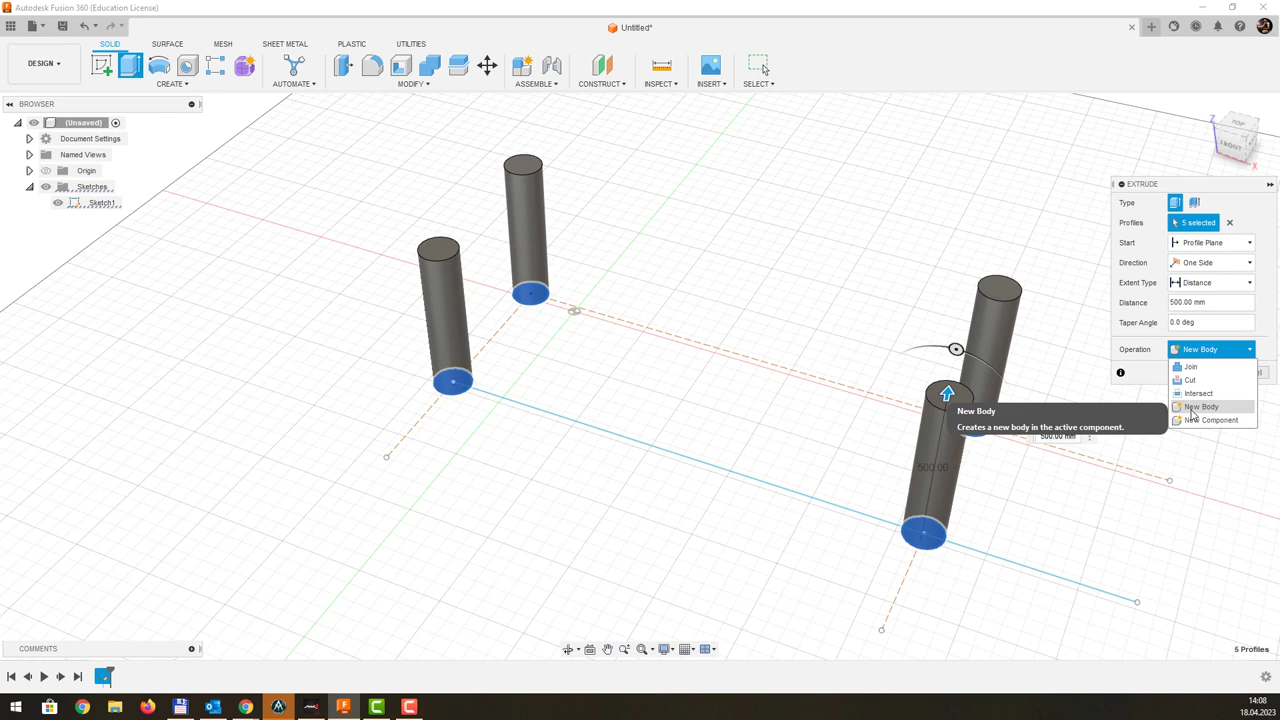 Autodesk Fusion 360 (Education License)
Untitled*
DESIGN
SOLID SURFACE MESH SHEET METAL PLASTIC UTILITIES
CREATE AUTOMATE MODIFY ASSEMBLE CONSTRUCT INSPECT INSERT SELECT
BROWSER
(Unsaved)
Document Settings
Named Views
Origin
Sketches
Sketch1
TOP
FRONT
Z
X
EXTRUDE
Type
Profiles 5 selected
Start Profile Plane
Direction One Side
Extent Type Distance
Distance 500.00 mm
Taper Angle 0.0 deg
Operation New Body
Join
Cut
Intersect
New Body
New Component
New Body
Creates a new body in the active component.
500.00 mm
500.00
COMMENTS
5 Profiles
14:08
18.04.2023